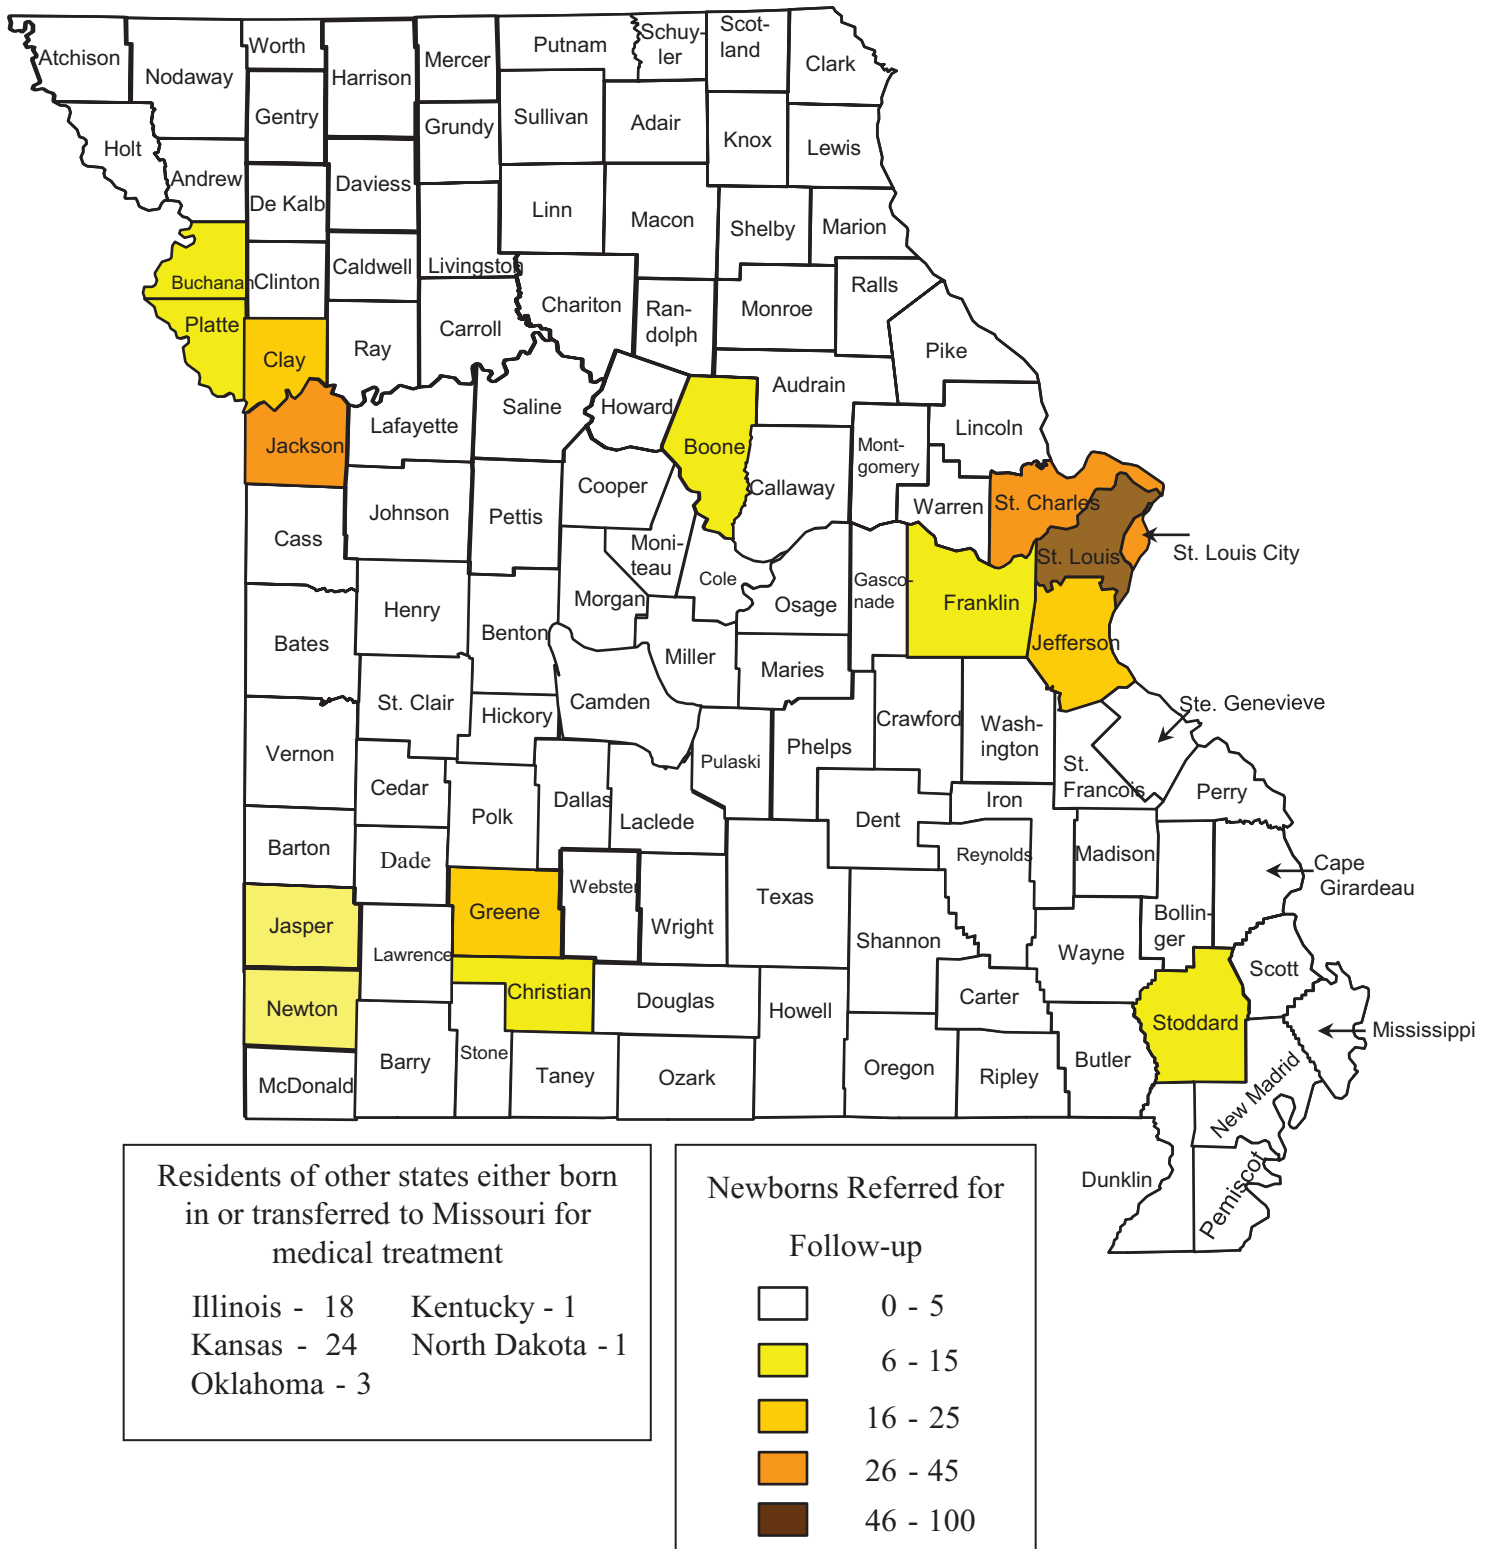 Atchison
Nodaway
Worth
Harrison
Mercer
Putnam
Schuy-
ler
Scot-
land
Clark
Gentry
Grundy
Sullivan
Adair
Knox
Lewis
Holt
Andrew
De Kalb
Daviess
Linn
Macon
Shelby
Marion
Buchanan
Clinton
Caldwell
Livingston
Chariton
Ran-
dolph
Monroe
Ralls
Platte
Clay
Ray
Carroll
Pike
Audrain
Jackson
Lafayette
Saline
Howard
Boone
Callaway
Mont-
gomery
Lincoln
Warren
St. Charles
St. Louis
St. Louis City
Cass
Johnson
Pettis
Cooper
Moni-
teau
Cole
Morgan
Osage
Gasco-
nade
Franklin
Jefferson
Bates
Henry
Benton
Miller
Maries
Camden
St. Clair
Hickory
Vernon
Cedar
Polk
Dallas
Laclede
Pulaski
Phelps
Crawford
Wash-
ington
Ste. Genevieve
St.
Francois
Perry
Iron
Dent
Barton
Dade
Reynolds
Madison
Cape
Girardeau
Jasper
Greene
Webster
Wright
Texas
Lawrence
Shannon
Wayne
Bollin-
ger
Scott
Newton
Christian
Douglas
Howell
Carter
Stoddard
Mississippi
McDonald
Barry
Stone
Taney
Ozark
Oregon
Ripley
Butler
New Madrid
Dunklin
Pemiscot
Residents of other states either born
in or transferred to Missouri for
medical treatment
Illinois - 18 Kentucky - 1
Kansas - 24 North Dakota - 1
Oklahoma - 3
Newborns Referred for
Follow-up
0 - 5
6 - 15
16 - 25
26 - 45
46 - 100